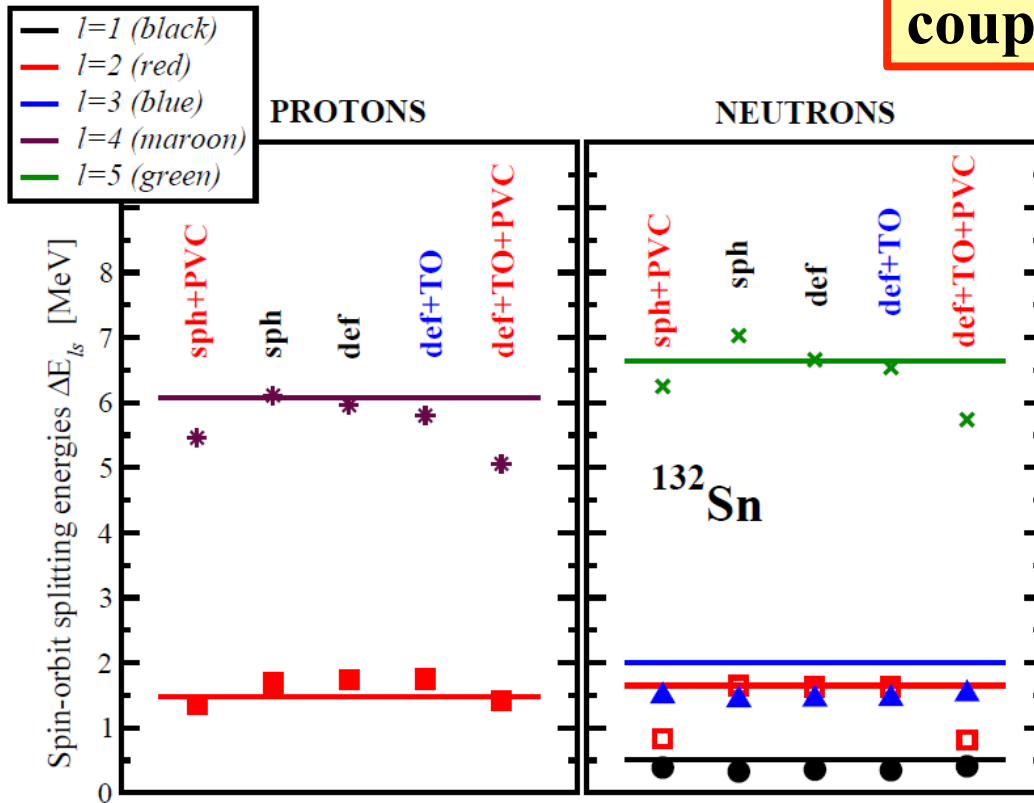 coup
l=1 (black)
l=2 (red)
l=3 (blue)
l=4 (maroon)
l=5 (green)
PROTONS
NEUTRONS
Spin-orbit splitting energies ΔE_ls [MeV]
8
7
6
5
4
3
2
1
0
sph+PVC
sph
def
def+TO
def+TO+PVC
sph+PVC
sph
def
def+TO
def+TO+PVC
¹³²Sn